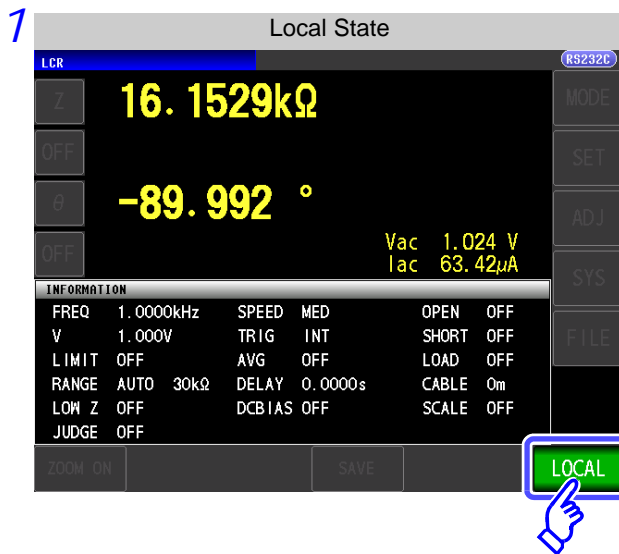 1
Local State
LCR
RS232C
Z
16.1529kΩ
MODE
OFF
SET
θ
-89.992 °
ADJ
OFF
Vac 1.024 V
Iac 63.42μA
SYS
INFORMATION
FREQ 1.0000kHz SPEED MED OPEN OFF
V 1.000V TRIG INT SHORT OFF
FILE
LIMIT OFF AVG OFF LOAD OFF
RANGE AUTO 30kΩ DELAY 0.0000s CABLE 0m
LOW Z OFF DCBIAS OFF SCALE OFF
JUDGE OFF
ZOOM ON SAVE LOCAL